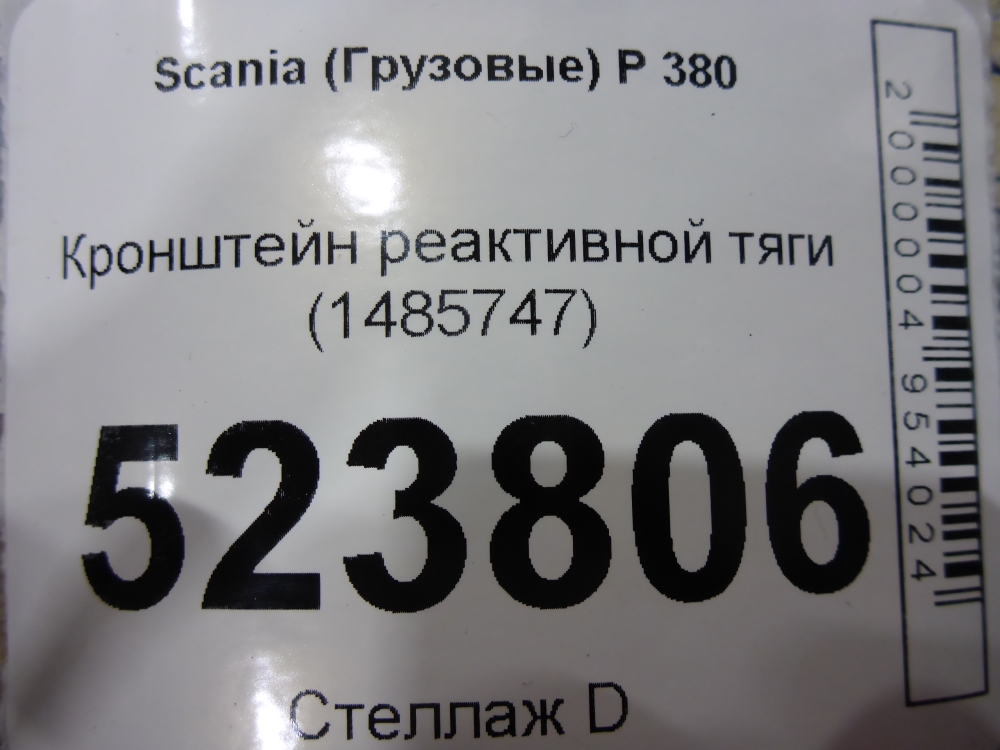 Scania (Грузовые) P 380
Кронштейн реактивной тяги
(1485747)
523806
Стеллаж D
2000004954024